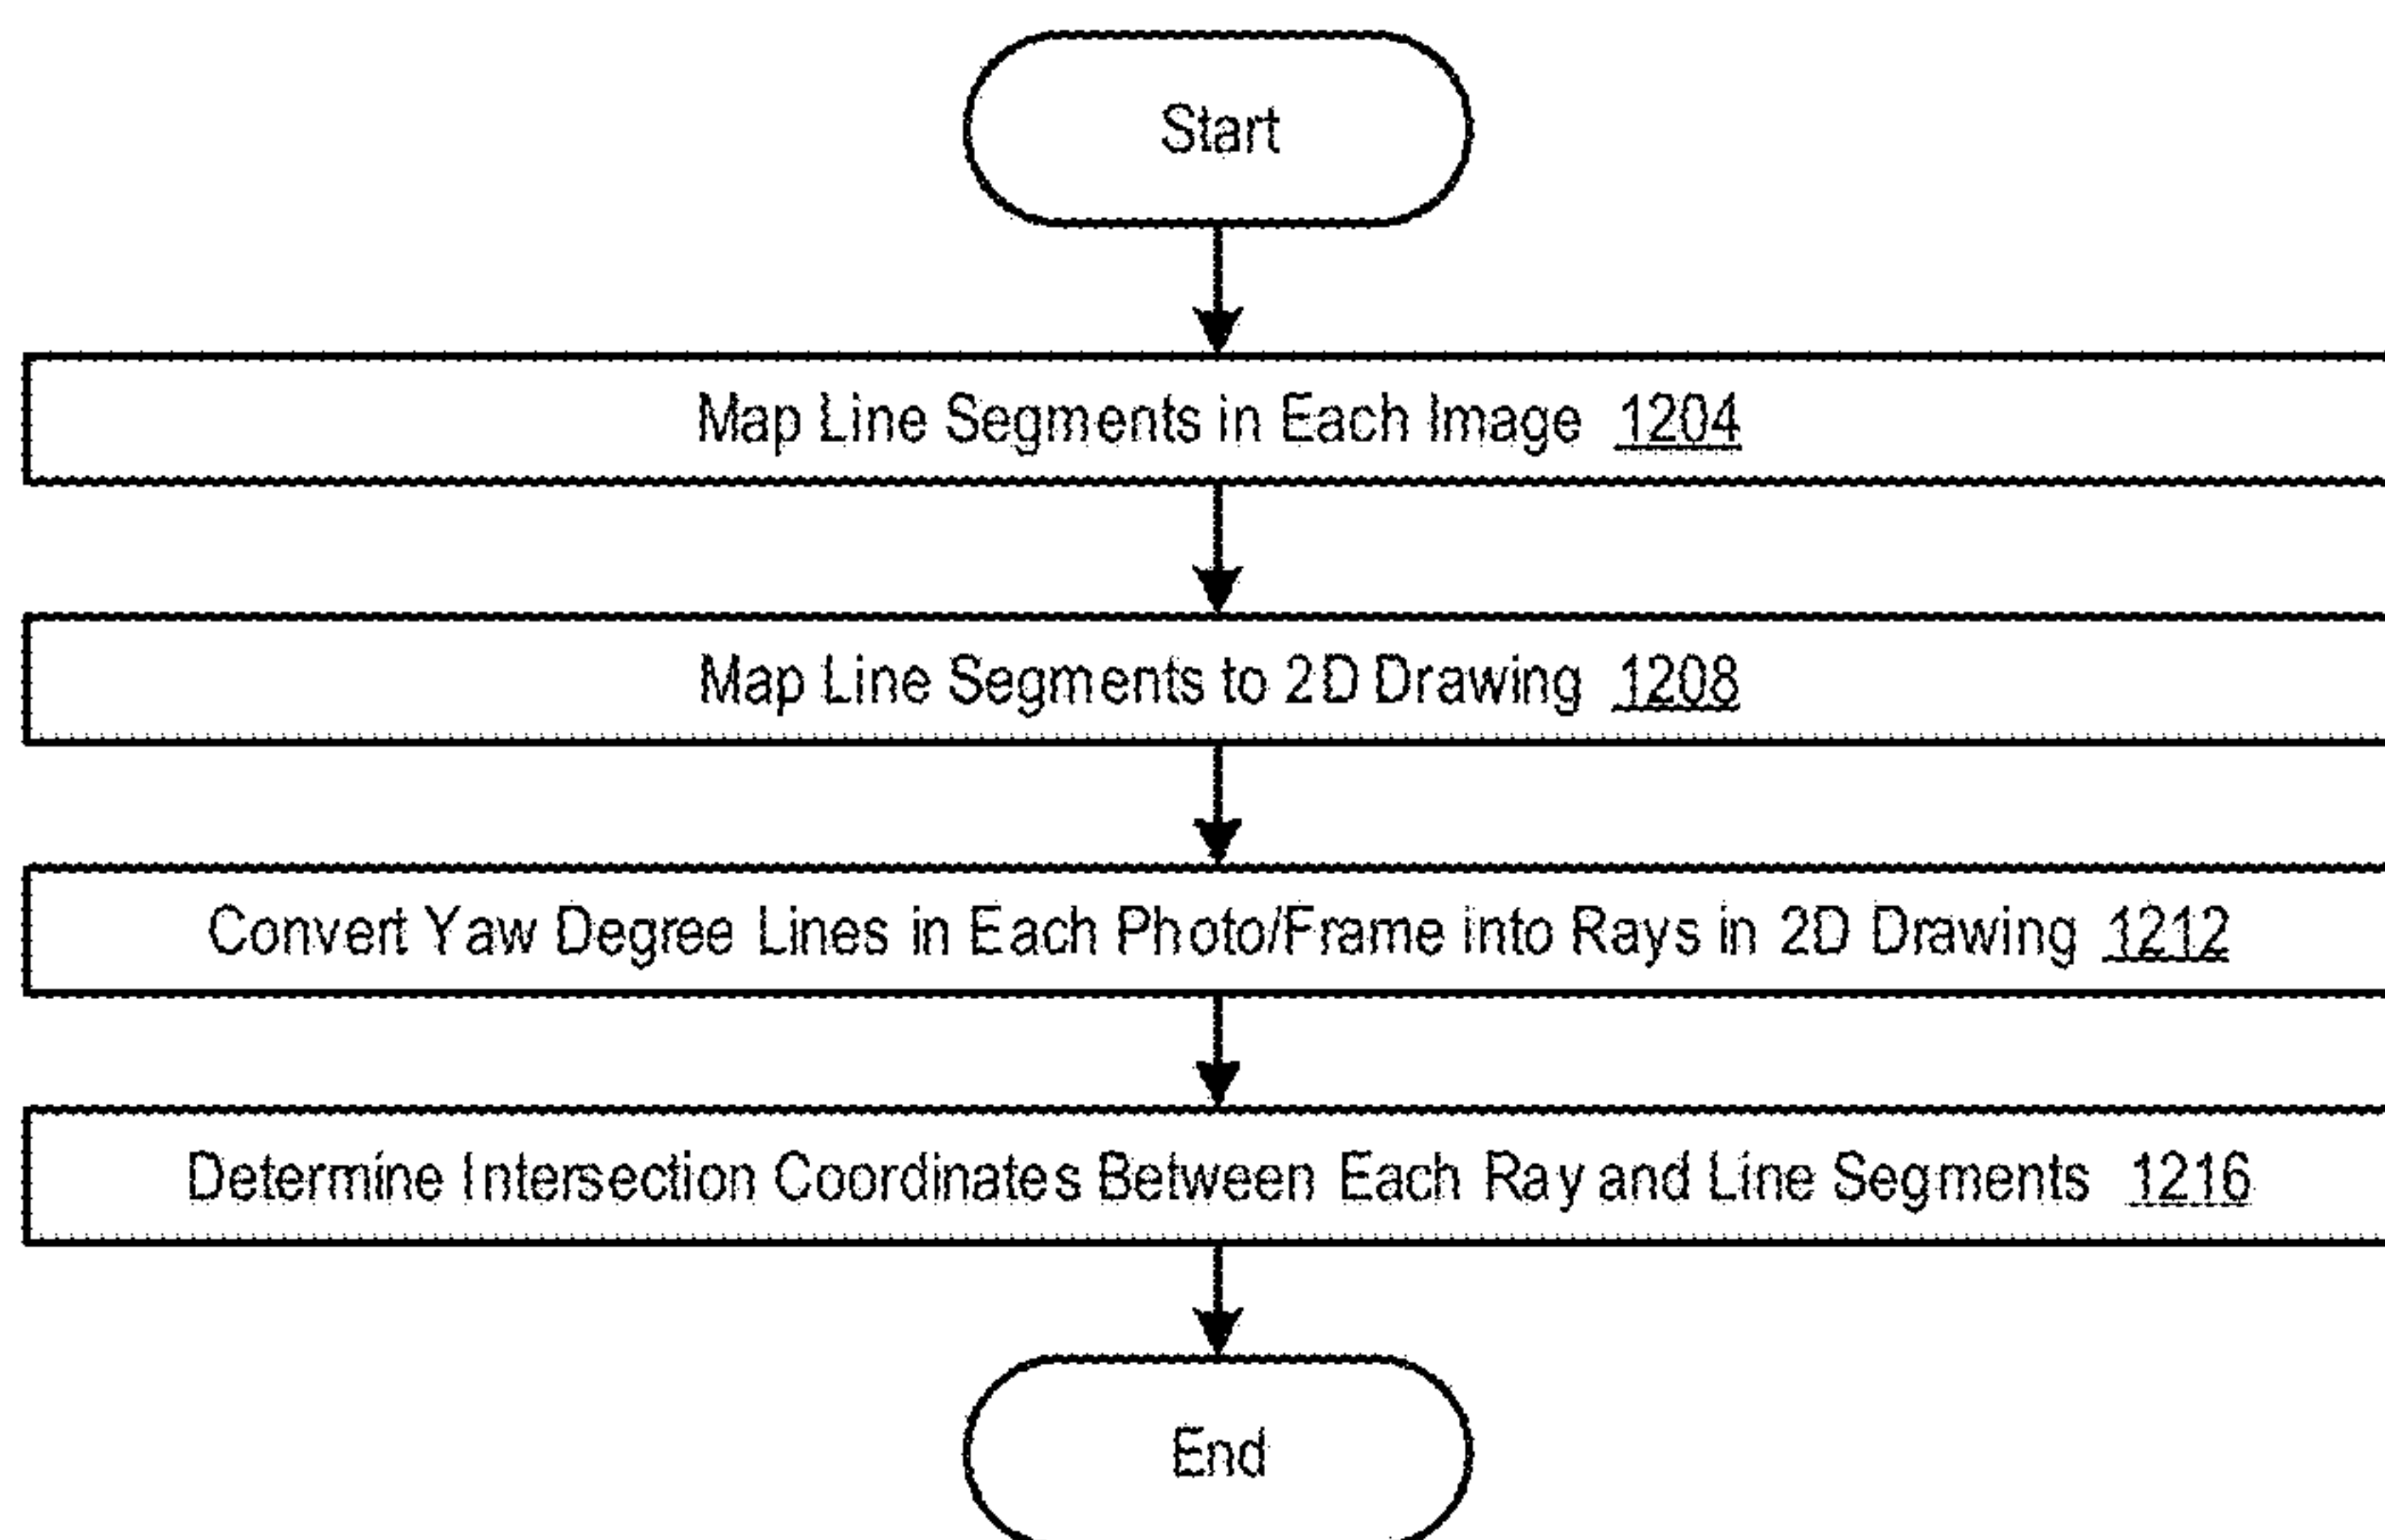 Start
Map Line Segments in Each Image 1204
Map Line Segments to 2D Drawing 1208
Convert Yaw Degree Lines in Each Photo/Frame into Rays in 2D Drawing 1212
Determine Intersection Coordinates Between Each Ray and Line Segments 1216
End